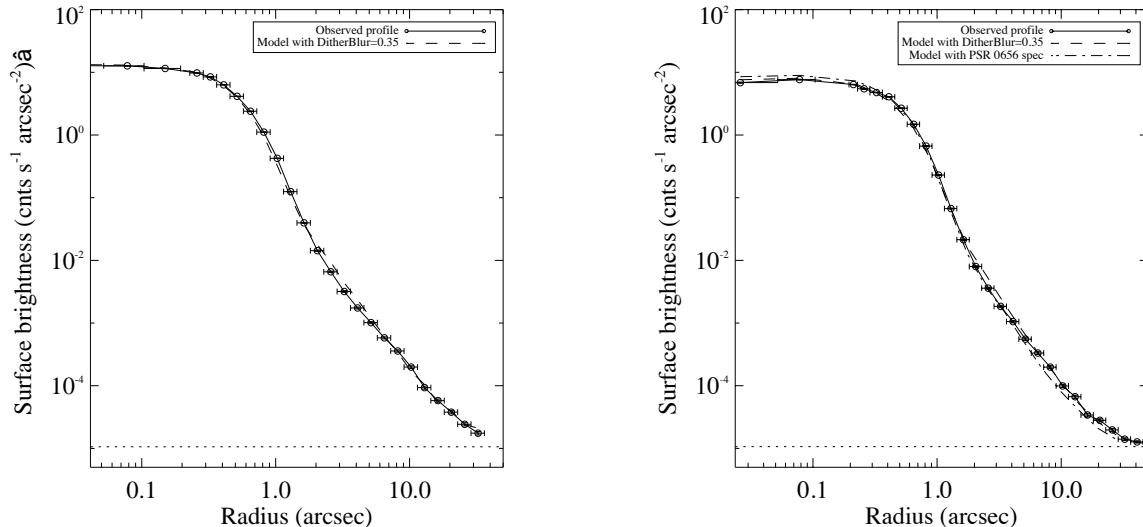 Observed profile
Model with DitherBlur=0.35
Surface brightness (cnts s-1 arcsec-2)â
10^2
10^0
10^-2
10^-4
0.1 1.0 10.0
Radius (arcsec)
Observed profile
Model with DitherBlur=0.35
Model with PSR 0656 spec
Surface brightness (cnts s-1 arcsec-2)
10^2
10^0
10^-2
10^-4
0.1 1.0 10.0
Radius (arcsec)